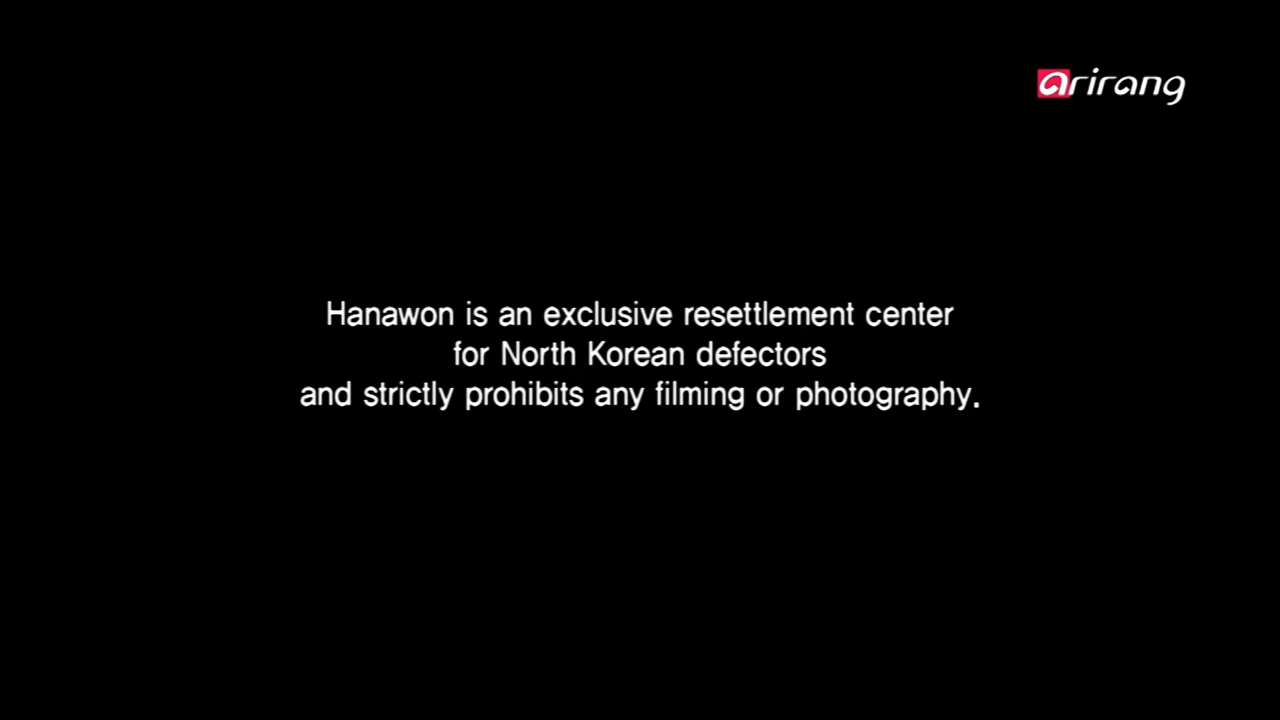 arirang
Hanawon is an exclusive resettlement center
for North Korean defectors
and strictly prohibits any filming or photography.